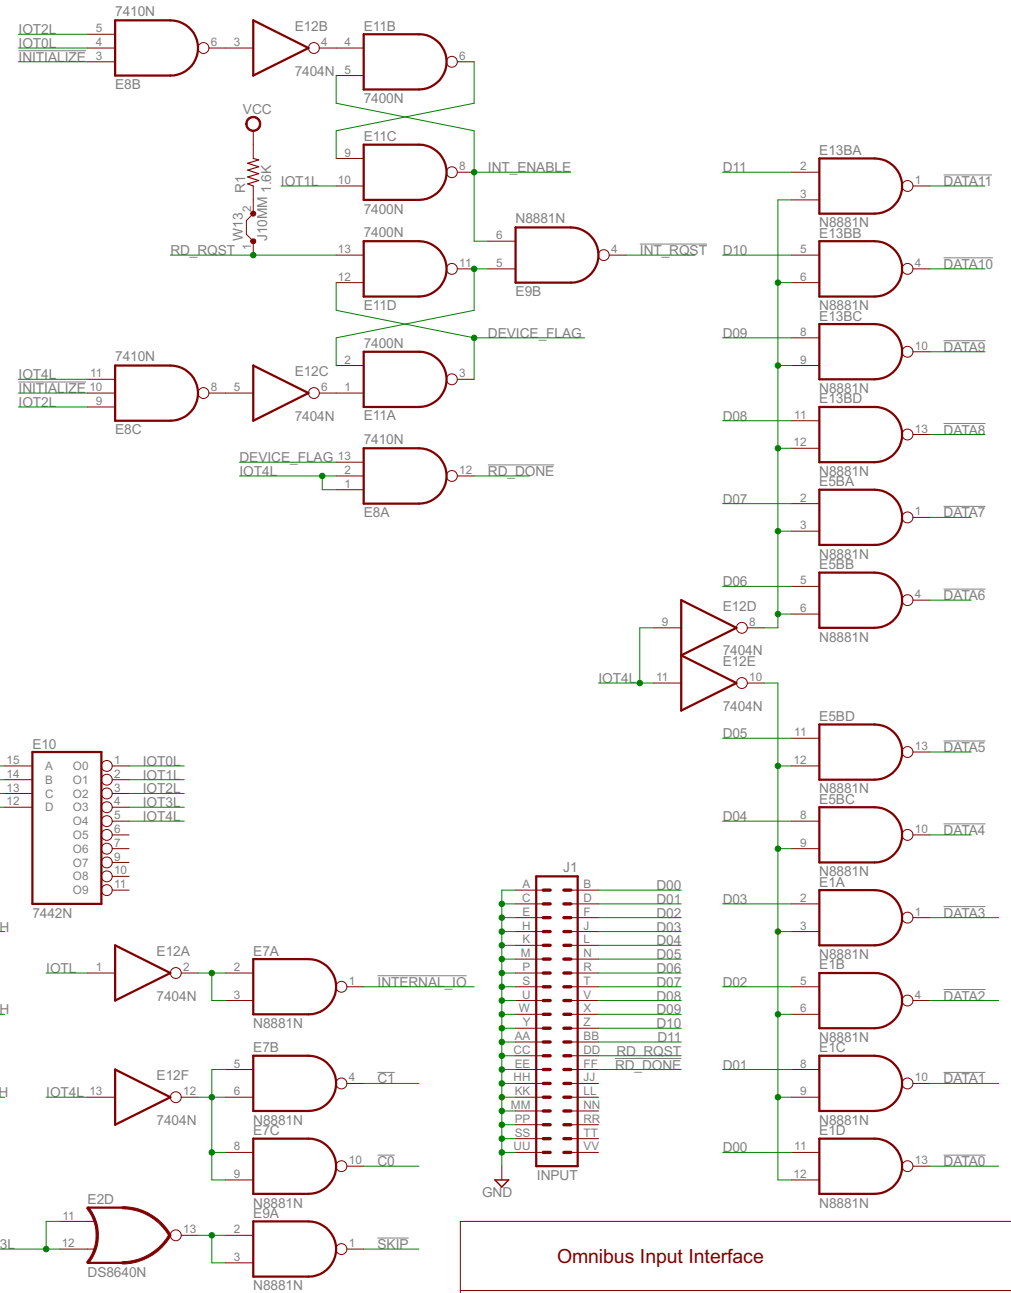 7410N
IOT2L 5
IOT0L 4
INITIALIZE 3
6
E8B
3
E12B
4
7404N
4
E11B
5
6
7400N
VCC
R1
1.6K
W13
J10MM
2
1
9
E11C
IOT1L 10
8
INT_ENABLE
7400N
RD_RQST
7400N
13
12
11
E11D
N8881N
6
5
4
INT_RQST
E9B
DEVICE_FLAG
7410N
IOT4L 11
INITIALIZE 10
IOT2L 9
8
E8C
5
E12C
6
7404N
7400N
2
1
3
E11A
7410N
DEVICE_FLAG 13
IOT4L 2
1
12
RD_DONE
E8A
E13BA
D11 2
3
1 DATA11
N8881N
E13BB
D10 5
6
4 DATA10
N8881N
E13BC
D09 8
9
10 DATA9
N8881N
E13BD
D08 11
12
13 DATA8
N8881N
E5BA
D07 2
3
1 DATA7
N8881N
E5BB
D06 5
6
4 DATA6
N8881N
E12D
9
8
7404N
E12E
IOT4L 11
10
7404N
E5BD
D05 11
12
13 DATA5
N8881N
E5BC
D04 8
9
10 DATA4
N8881N
E1A
D03 2
3
1 DATA3
N8881N
E1B
D02 5
6
4 DATA2
N8881N
E1C
D01 8
9
10 DATA1
N8881N
E1D
D00 11
12
13 DATA0
N8881N
E10
15 A O0 1 IOT0L
14 B O1 2 IOT1L
13 C O2 3 IOT2L
12 D O3 4 IOT3L
O4 5 IOT4L
O5 6
O6 7
O7 8
O8 10
O9 11
7442N
H
H
H
IOTL 1
E12A
2
7404N
E7A
2
3
1 INTERNAL_IO
N8881N
IOT4L 13
E12F
12
7404N
E7B
5
6
4 C1
N8881N
E7C
8
9
10 C0
N8881N
E2D
11
3L 12
13
DS8640N
E9A
2
3
1 SKIP
N8881N
J1
A B D00
C D D01
E F D02
H J D03
K L D04
M N D05
P R D06
S T D07
U V D08
W X D09
Y Z D10
AA BB D11
CC DD RD_RQST
EE FF RD_DONE
HH JJ
KK LL
MM NN
PP RR
SS TT
UU VV
GND
INPUT
Omnibus Input Interface